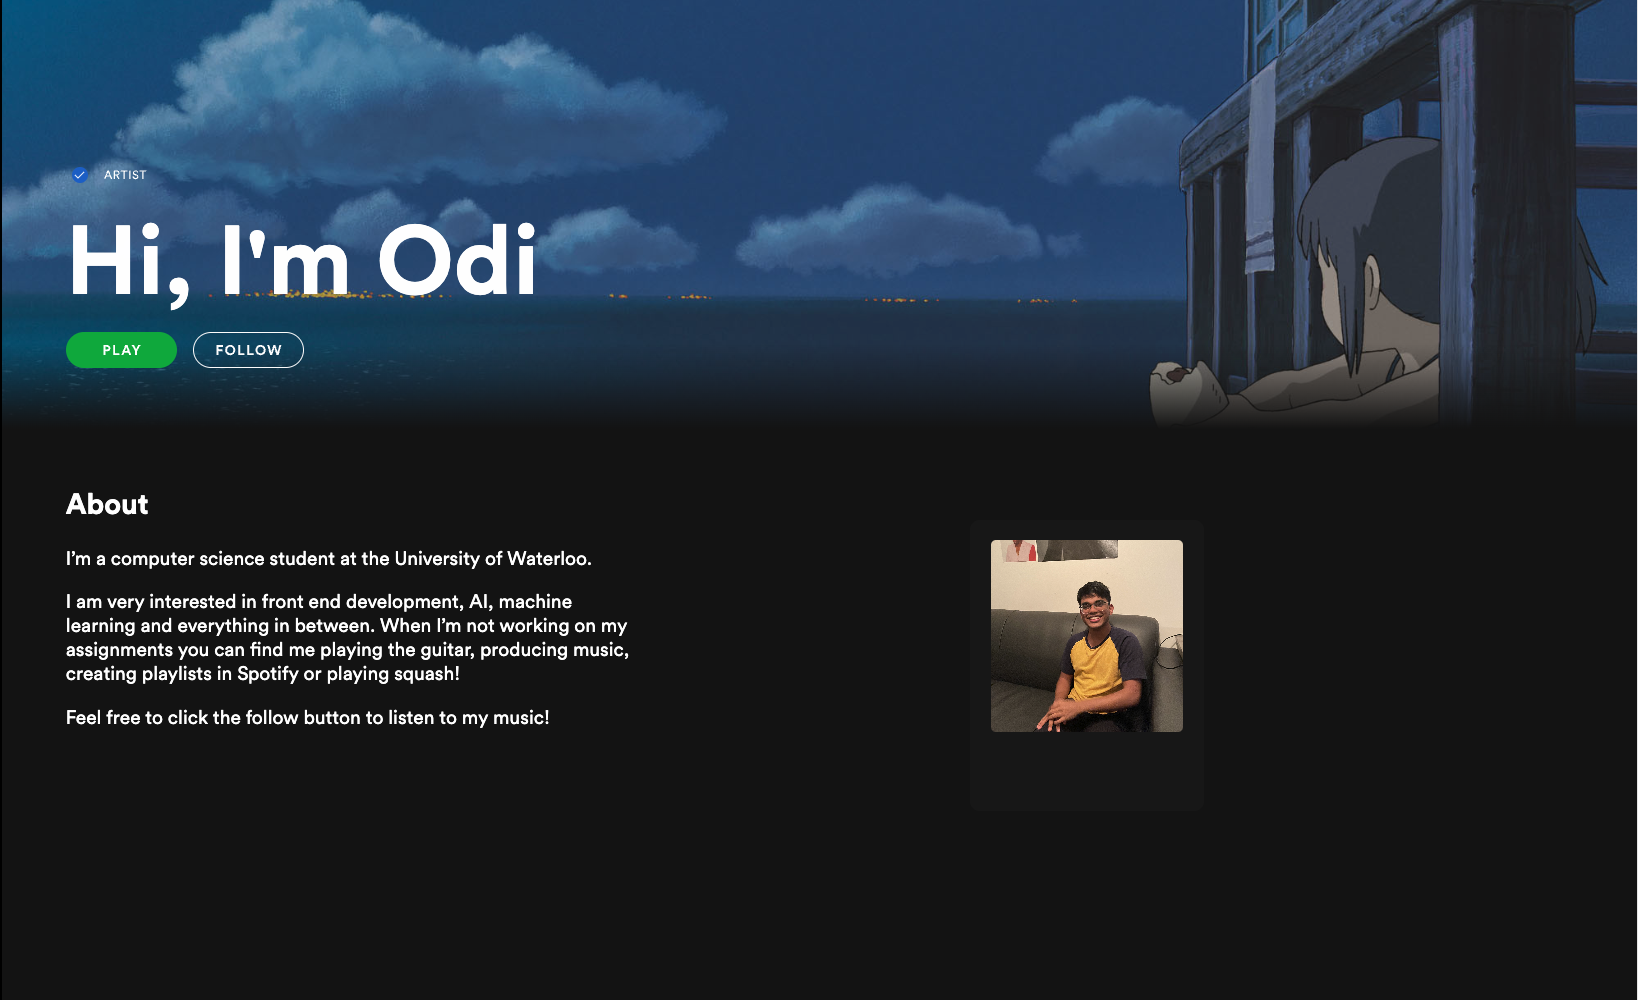 ARTIST
Hi, I'm Odi
PLAY FOLLOW
About
I’m a computer science student at the University of Waterloo.
I am very interested in front end development, AI, machine
learning and everything in between. When I’m not working on my
assignments you can find me playing the guitar, producing music,
creating playlists in Spotify or playing squash!
Feel free to click the follow button to listen to my music!